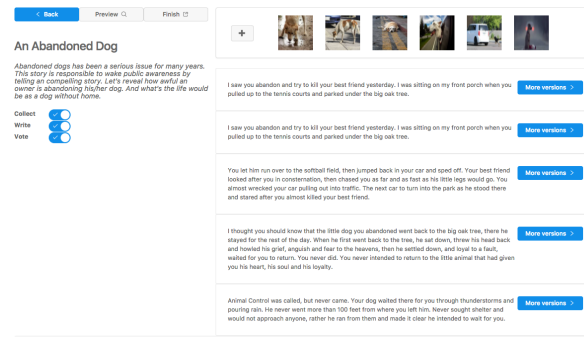 Back
Preview
Finish
An Abandoned Dog
Abandoned dogs has been a serious issue for many years.
This story is responsible to wake public awareness by
telling an compelling story. Let's reveal how awful an
owner is abandoning his/her dog. And what's the life would
be as a dog without home.
Collect
Write
Vote
I saw you abandon and try to kill your best friend yesterday. I was sitting on my front porch when you
pulled up to the tennis courts and parked under the big oak tree.
More versions
I saw you abandon and try to kill your best friend yesterday. I was sitting on my front porch when you
pulled up to the tennis courts and parked under the big oak tree.
More versions
You let him run over to the softball field, then jumped back in your car and sped off. Your best friend
looked after you in consternation, then chased you as far and as fast as his little legs would go. You
almost wrecked your car pulling out into traffic. The next car to turn into the park as he stood there
and stared after you almost killed your best friend.
More versions
I thought you should know that the little dog you abandoned went back to the big oak tree, there he
stayed for the rest of the day. When he first went back to the tree, he sat down, threw his head back
and howled his grief, anguish and fear to the heavens, then he settled down, and loyal to a fault,
waited for you to return. You never did. You never intended to return to the little animal that had given
you his heart, his soul and his loyalty.
More versions
Animal Control was called, but never came. Your dog waited there for you through thunderstorms and
pouring rain. He never went more than 100 feet from where you left him. Never sought shelter and
would not approach anyone, rather he ran from them and made it clear he intended to wait for you.
More versions